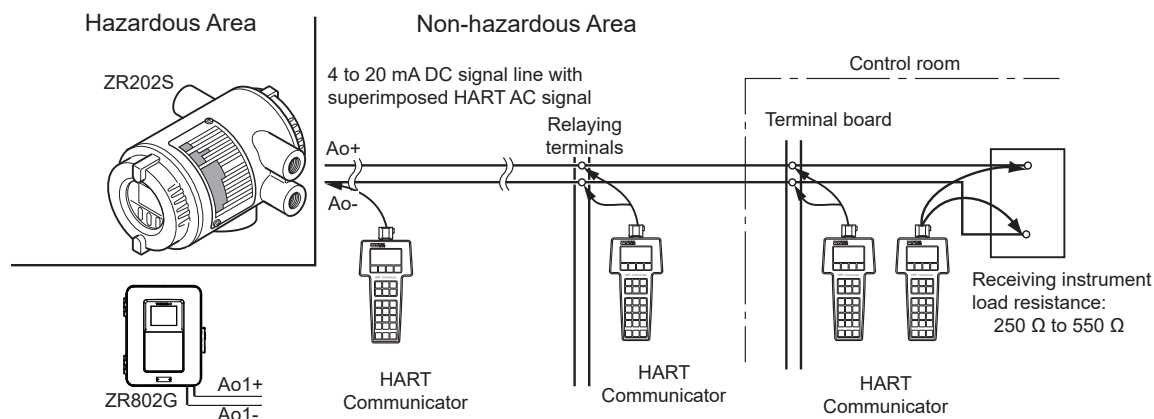 Hazardous Area
Non-hazardous Area
ZR202S
4 to 20 mA DC signal line with
superimposed HART AC signal
Control room
Relaying
terminals
Terminal board
Ao+
Ao-
Receiving instrument
load resistance:
250 Ω to 550 Ω
HART
Communicator
HART
Communicator
HART
Communicator
ZR802G
Ao1+
Ao1-